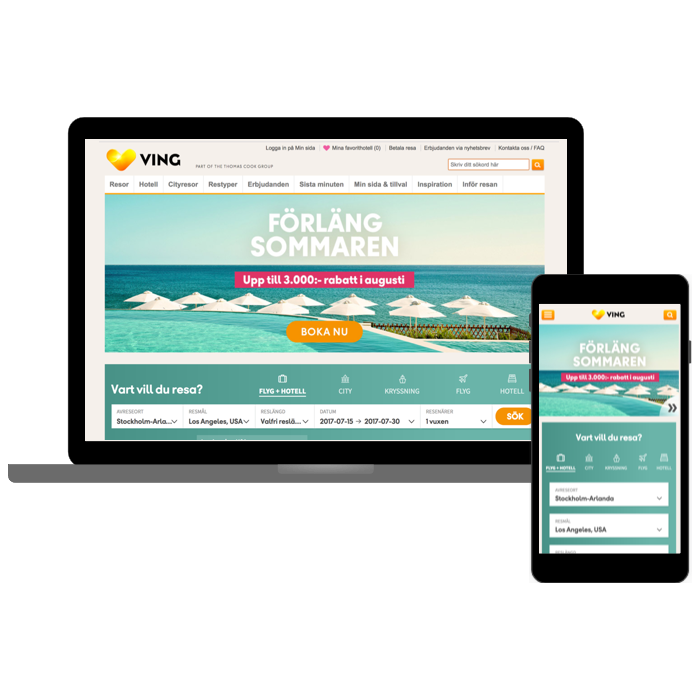 Logga in på Min sida
Mina favorithotell (0)
Betala resa
Erbjudanden via nyhetsbrev
Kontakta oss / FAQ
VING
PART OF THE THOMAS COOK GROUP
Skriv ditt sökord här
Resor
Hotell
Cityresor
Restyper
Erbjudanden
Sista minuten
Min sida & tillval
Inspiration
Inför resan
FÖRLÄNG
SOMMAREN
Upp till 3.000:- rabatt i augusti
BOKA NU
Vart vill du resa?
FLYG + HOTELL
CITY
KRYSSNING
FLYG
HOTELL
AVRESEORT
Stockholm-Arla...
RESMÅL
Los Angeles, USA
RESLÄNGD
Valfri reslä...
DATUM
2017-07-15 → 2017-07-30
RESENÄRER
1 vuxen
SÖK
VING
FÖRLÄNG
SOMMAREN
Upp till 3.000:- rabatt i augusti
Vart vill du resa?
FLYG + HOTELL
CITY
KRYSSNING
FLYG
HOTELL
AVRESEORT
Stockholm-Arlanda
RESMÅL
Los Angeles, USA